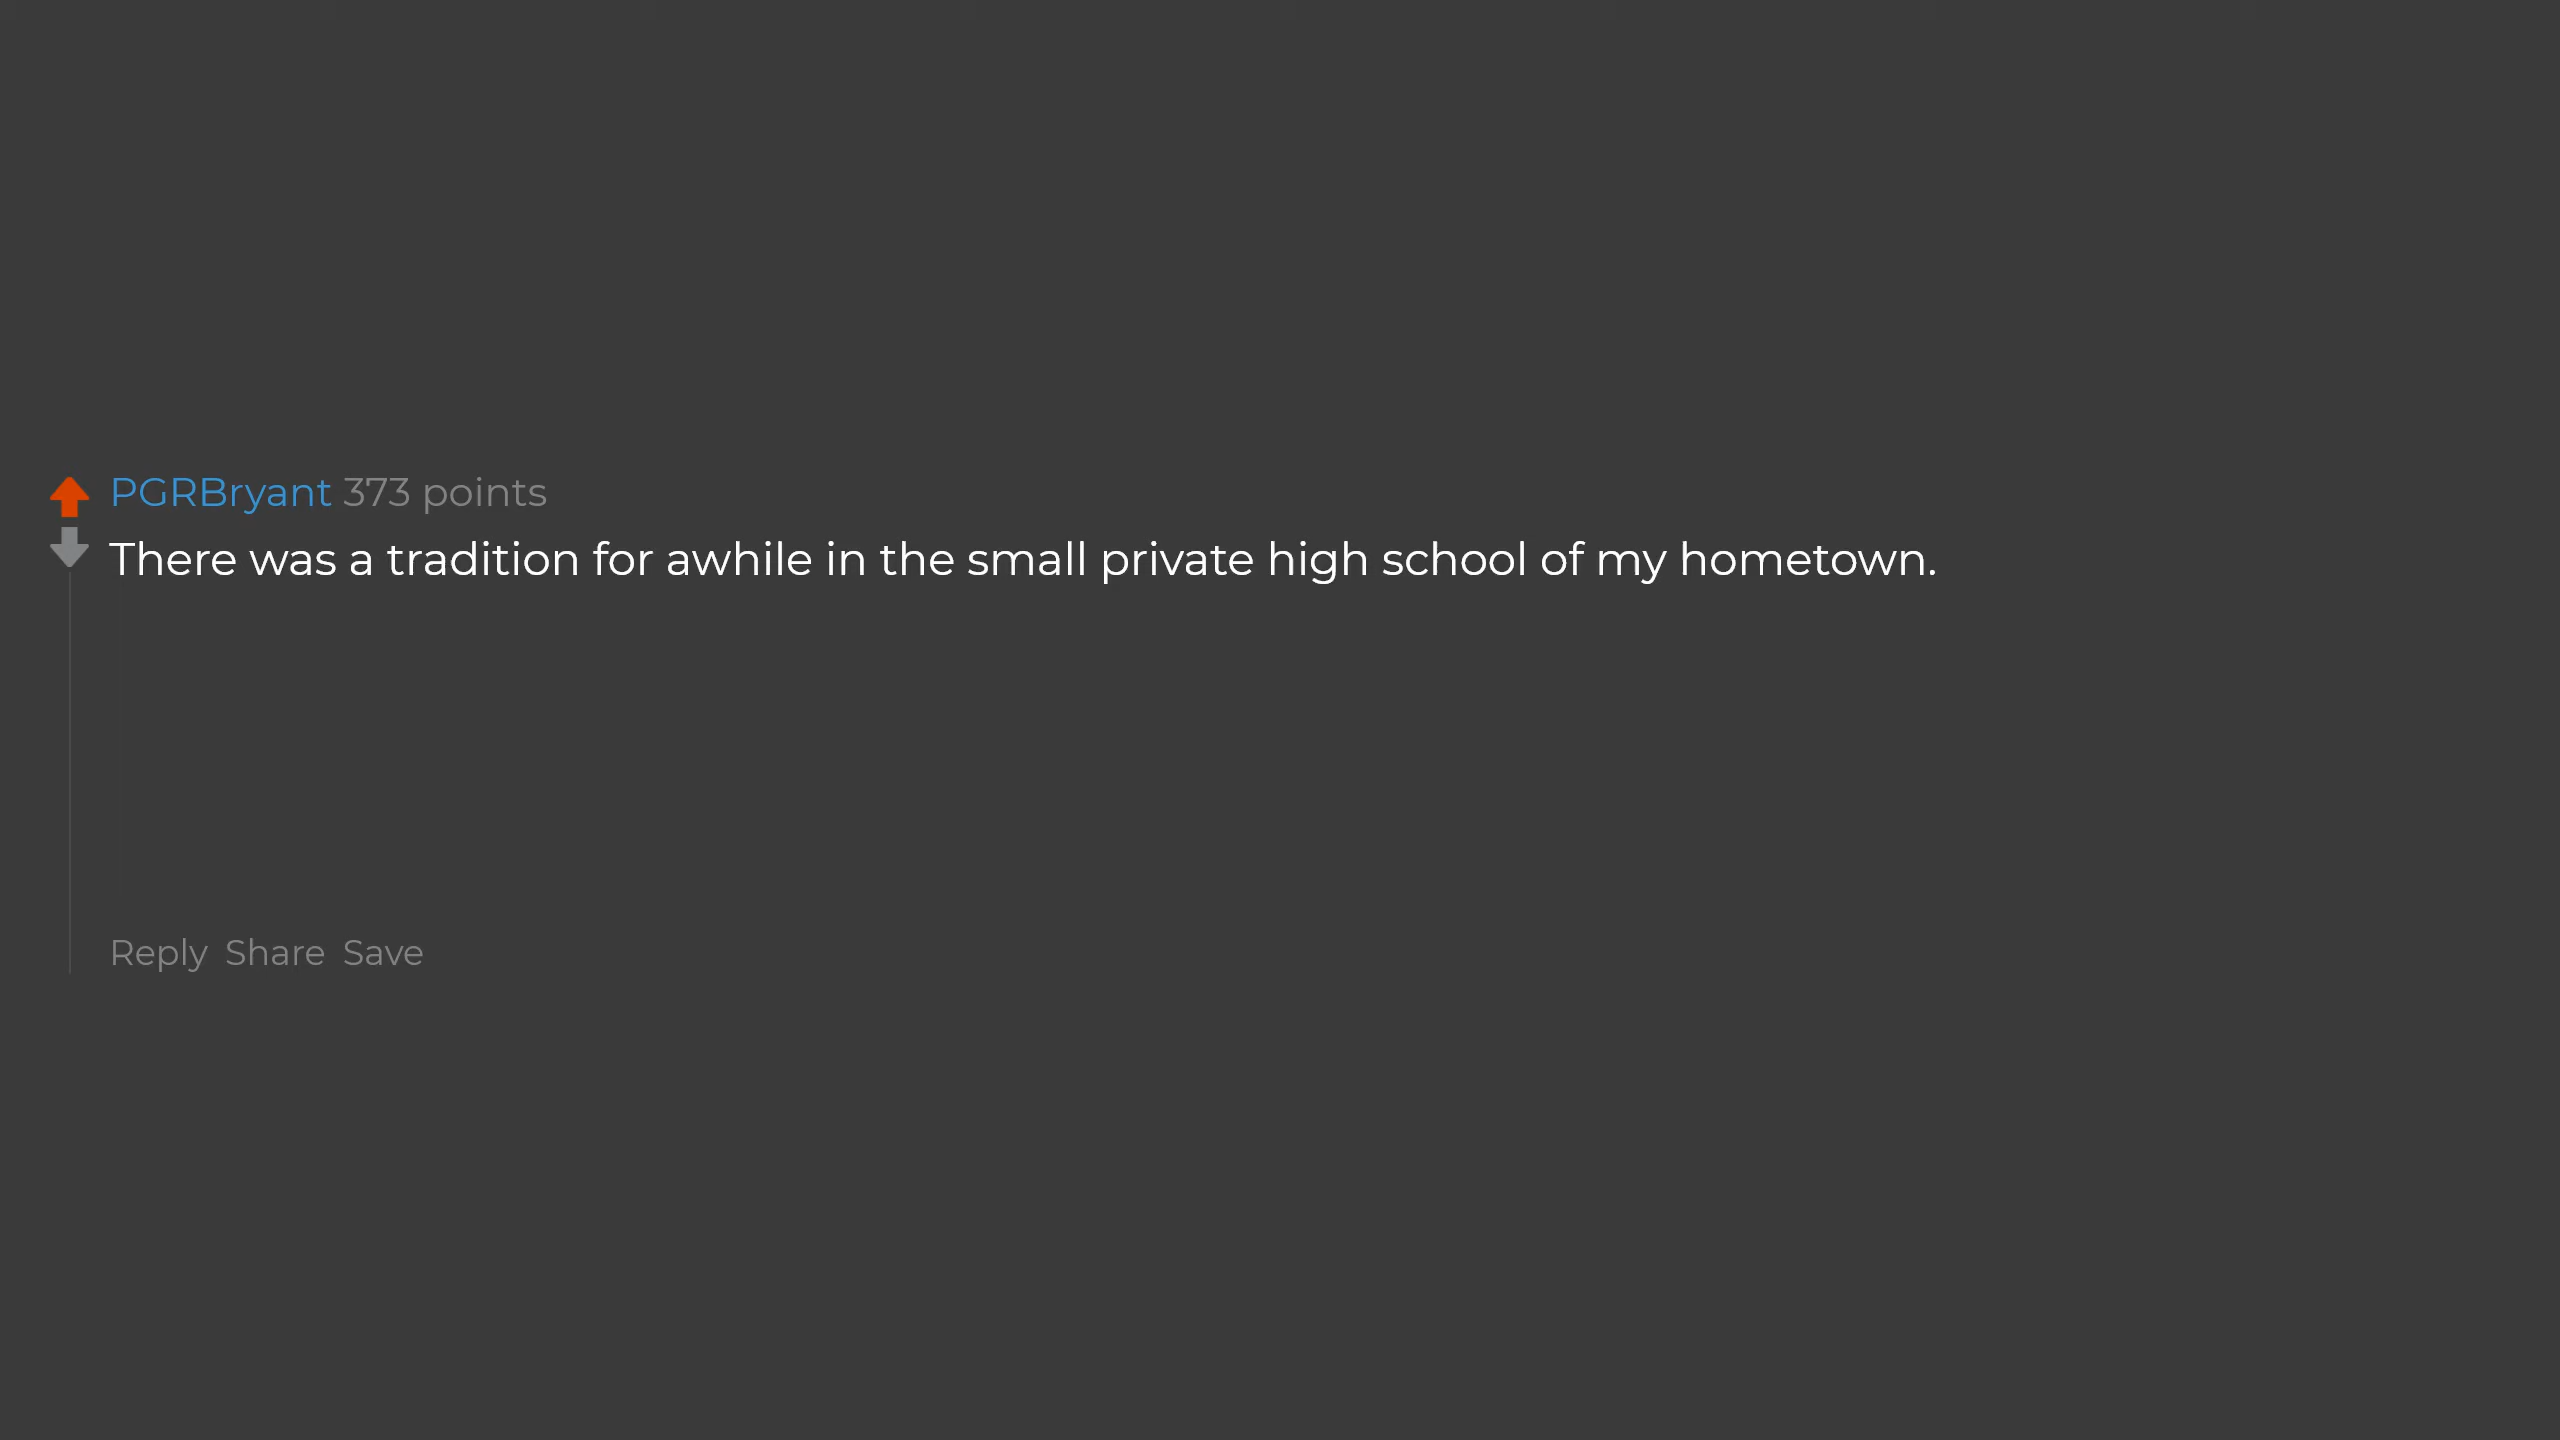 PGRBryant 373 points
There was a tradition for awhile in the small private high school of my hometown.
Reply Share Save